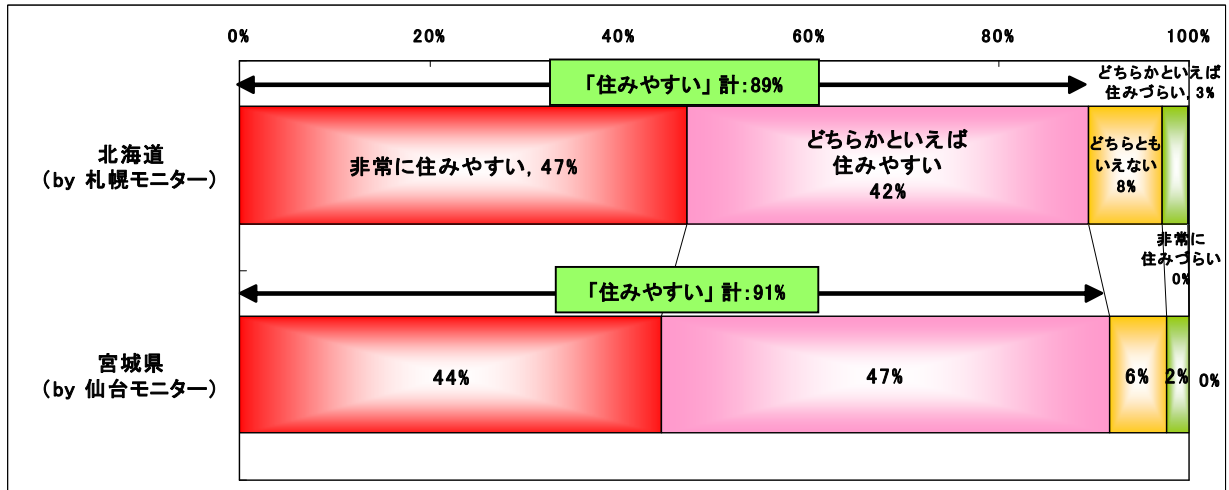 0% 20% 40% 60% 80% 100%
「住みやすい」計:89%
どちらかといえば
住みづらい, 3%
北海道
(by 札幌モニター)
非常に住みやすい, 47%
どちらかといえば
住みやすい
42%
どちらとも
いえない
8%
非常に
住みづらい
0%
「住みやすい」計:91%
宮城県
(by 仙台モニター)
44% 47% 6% 2% 0%